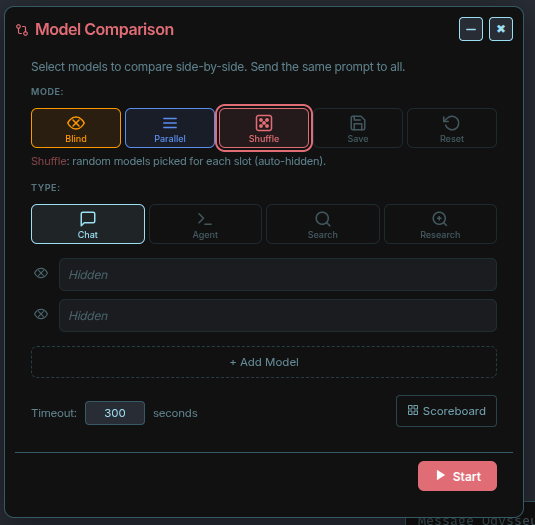 Model Comparison
Select models to compare side-by-side. Send the same prompt to all.
MODE:
Blind
Parallel
Shuffle
Save
Reset
Shuffle: random models picked for each slot (auto-hidden).
TYPE:
Chat
Agent
Search
Research
Hidden
Hidden
+ Add Model
Timeout: 300 seconds
Scoreboard
Start
Message